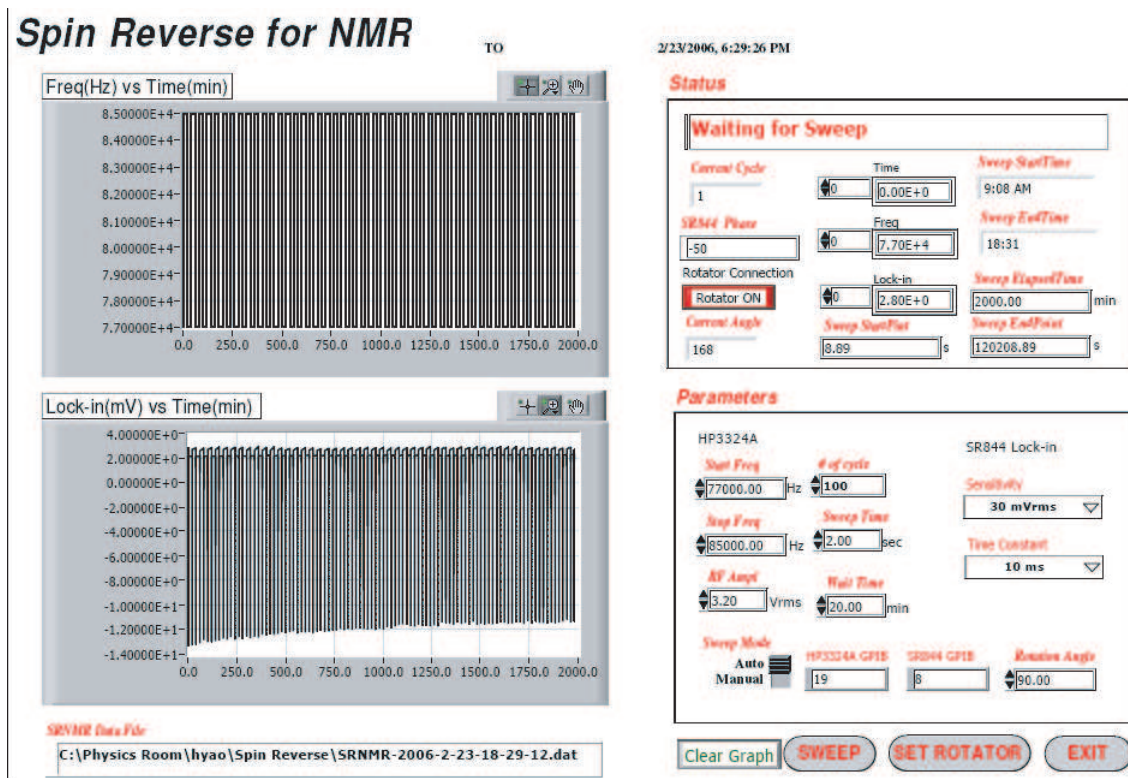 Spin Reverse for NMR
TO
2/23/2006, 6:29:26 PM
Freq(Hz) vs Time(min)
8.50000E+4
8.40000E+4
8.30000E+4
8.20000E+4
8.10000E+4
8.00000E+4
7.90000E+4
7.80000E+4
7.70000E+4
0.0 250.0 500.0 750.0 1000.0 1250.0 1500.0 1750.0 2000.0
Lock-in(mV) vs Time(min)
4.00000E+0
2.00000E+0
0.00000E+0
-2.00000E+0
-4.00000E+0
-6.00000E+0
-8.00000E+0
-1.00000E+1
-1.20000E+1
-1.40000E+1
0.0 250.0 500.0 750.0 1000.0 1250.0 1500.0 1750.0 2000.0
SRNMR Data File
C:\Physics Room\hyao\Spin Reverse\SRNMR-2006-2-23-18-29-12.dat
Status
Waiting for Sweep
Current Cycle
1
Time
0 0.00E+0
Sweep StartTime
9:08 AM
SR844 Phase
-50
Freq
0 7.70E+4
Sweep EndTime
18:31
Rotator Connection
Rotator ON
Lock-in
0 2.80E+0
Sweep ElapsedTime
2000.00 min
Current Angle
168
Sweep StartPiot
8.89 s
Sweep EndPoint
120208.89 s
Parameters
HP3324A
SR844 Lock-in
Start Freq
77000.00 Hz
# of cycle
100
Sensitivity
30 mVrms
Stop Freq
85000.00 Hz
Sweep Time
2.00 sec
Time Constant
10 ms
RF Ampl
3.20 Vrms
Wait Time
20.00 min
Sweep Mode
Auto
Manual
HP3324A GPIB
19
SR844 GPIB
8
Rotation Angle
90.00
Clear Graph
SWEEP
SET ROTATOR
EXIT